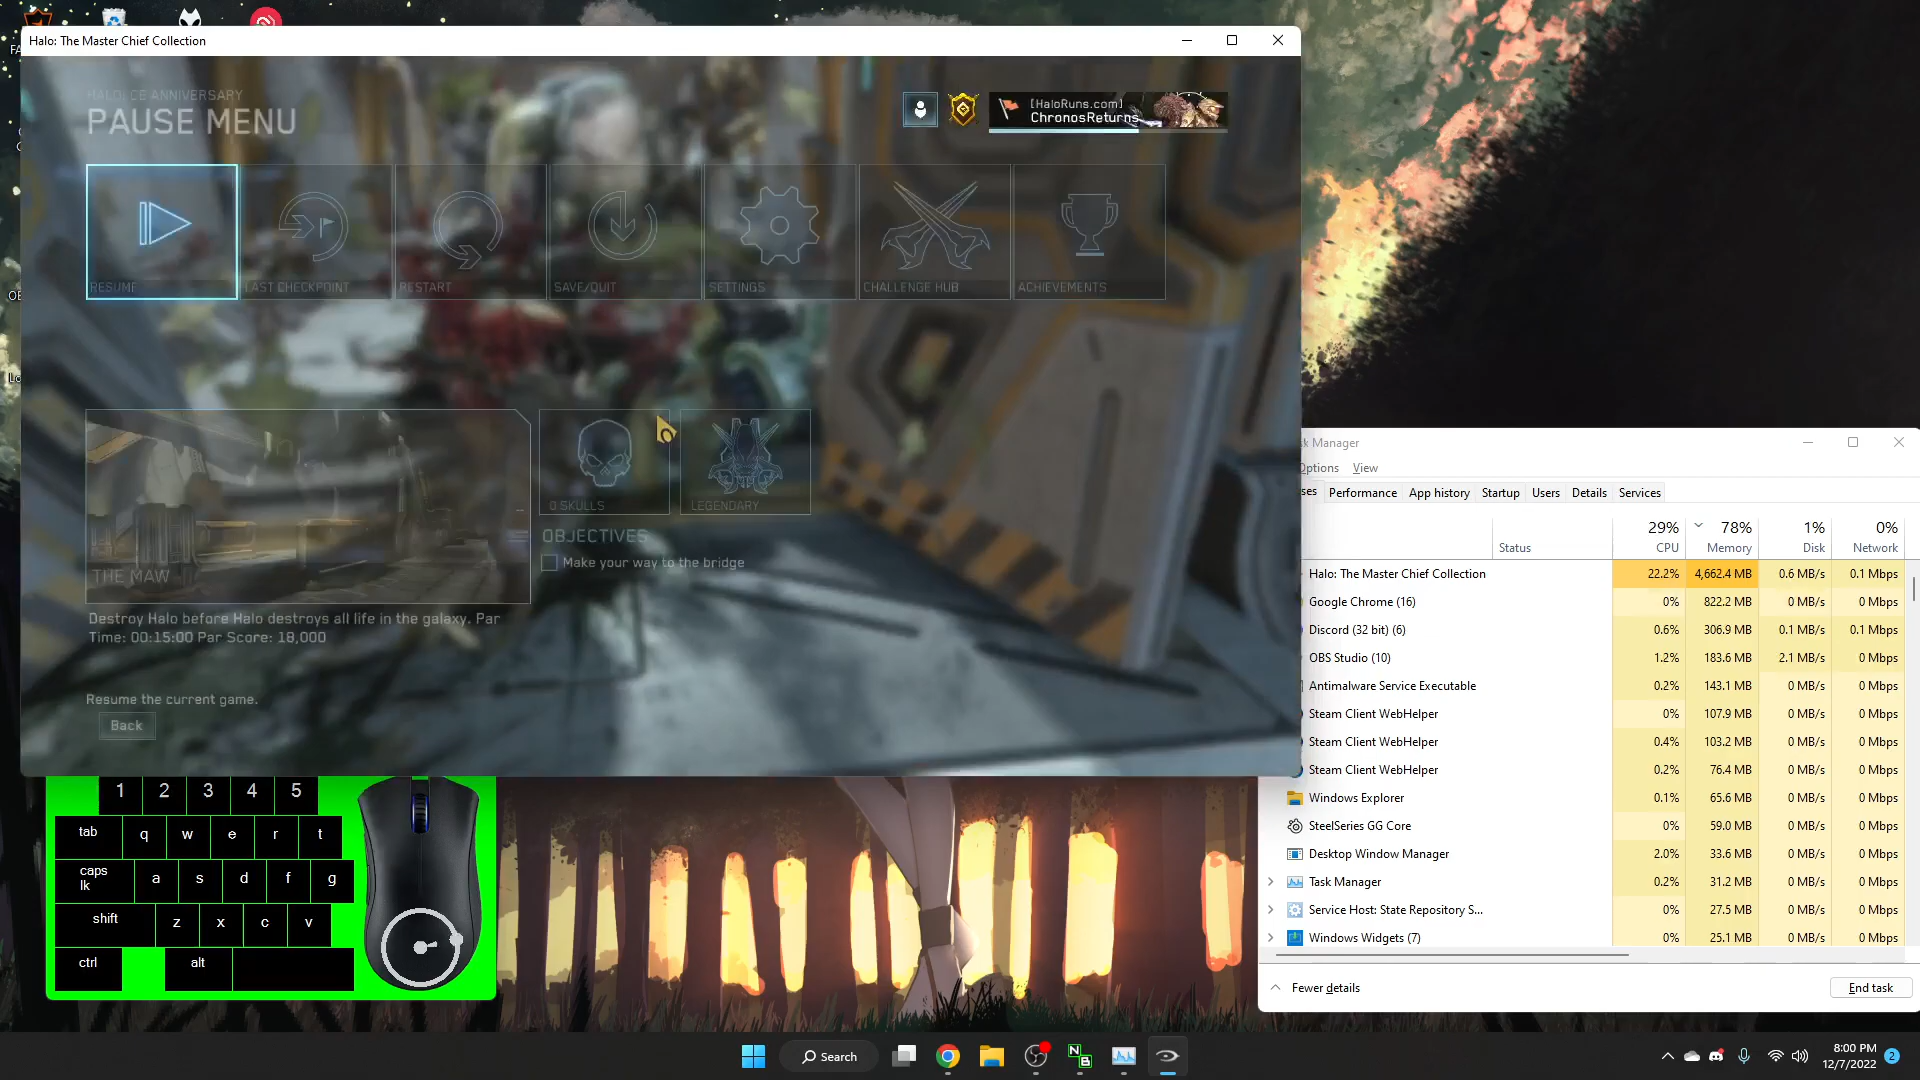 Halo: The Master Chief Collection
HALO: CE ANNIVERSARY
PAUSE MENU
[HaloRuns.com]
ChronosReturns
RESUME
LAST CHECKPOINT
RESTART
SAVE/QUIT
SETTINGS
CHALLENGE HUB
ACHIEVEMENTS
0 SKULLS
LEGENDARY
THE MAW
OBJECTIVES
Make your way to the bridge
Destroy Halo before Halo destroys all life in the galaxy. Par
Time: 00:15:00 Par Score: 18,000
Resume the current game.
Back
1 2 3 4 5
tab q w e r t
caps
lk a s d f g
shift z x c v
ctrl alt
k Manager
Options View
ses Performance App history Startup Users Details Services
29% 78% 1% 0%
Status CPU Memory Disk Network
Halo: The Master Chief Collection 22.2% 4,662.4 MB 0.6 MB/s 0.1 Mbps
Google Chrome (16) 0% 822.2 MB 0 MB/s 0 Mbps
Discord (32 bit) (6) 0.6% 306.9 MB 0.1 MB/s 0.1 Mbps
OBS Studio (10) 1.2% 183.6 MB 2.1 MB/s 0 Mbps
Antimalware Service Executable 0.2% 143.1 MB 0 MB/s 0 Mbps
Steam Client WebHelper 0% 107.9 MB 0 MB/s 0 Mbps
Steam Client WebHelper 0.4% 103.2 MB 0 MB/s 0 Mbps
Steam Client WebHelper 0.2% 76.4 MB 0 MB/s 0 Mbps
Windows Explorer 0.1% 65.6 MB 0 MB/s 0 Mbps
SteelSeries GG Core 0% 59.0 MB 0 MB/s 0 Mbps
Desktop Window Manager 2.0% 33.6 MB 0 MB/s 0 Mbps
Task Manager 0.2% 31.2 MB 0 MB/s 0 Mbps
Service Host: State Repository S... 0% 27.5 MB 0 MB/s 0 Mbps
Windows Widgets (7) 0% 25.1 MB 0 MB/s 0 Mbps
Fewer details
End task
Search
N
B
8:00 PM
12/7/2022
2